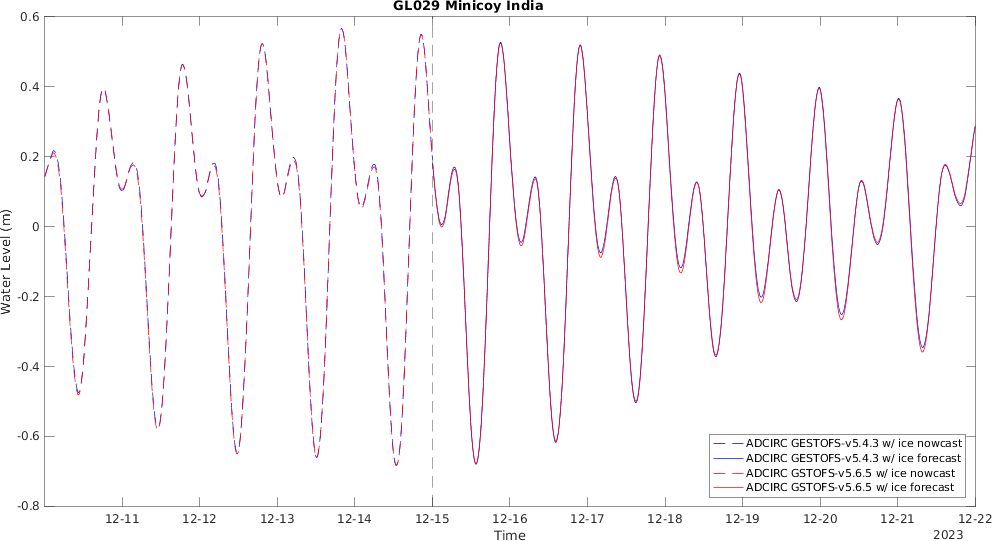 GL029 Minicoy India
0.6
0.4
0.2
0
-0.2
-0.4
-0.6
-0.8
Water Level (m)
ADCIRC GESTOFS-v5.4.3 w/ ice nowcast
ADCIRC GESTOFS-v5.4.3 w/ ice forecast
ADCIRC GSTOFS-v5.6.5 w/ ice nowcast
ADCIRC GSTOFS-v5.6.5 w/ ice forecast
12-11 12-12 12-13 12-14 12-15 12-16 12-17 12-18 12-19 12-20 12-21 12-22
Time
2023